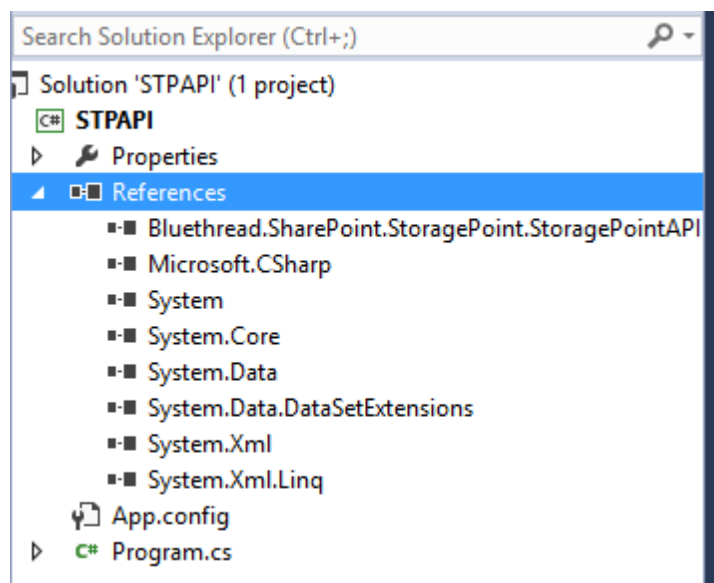 Search Solution Explorer (Ctrl+;)
Solution 'STPAPI' (1 project)
C# STPAPI
Properties
References
Bluethread.SharePoint.StoragePoint.StoragePointAPI
Microsoft.CSharp
System
System.Core
System.Data
System.Data.DataSetExtensions
System.Xml
System.Xml.Linq
App.config
C# Program.cs